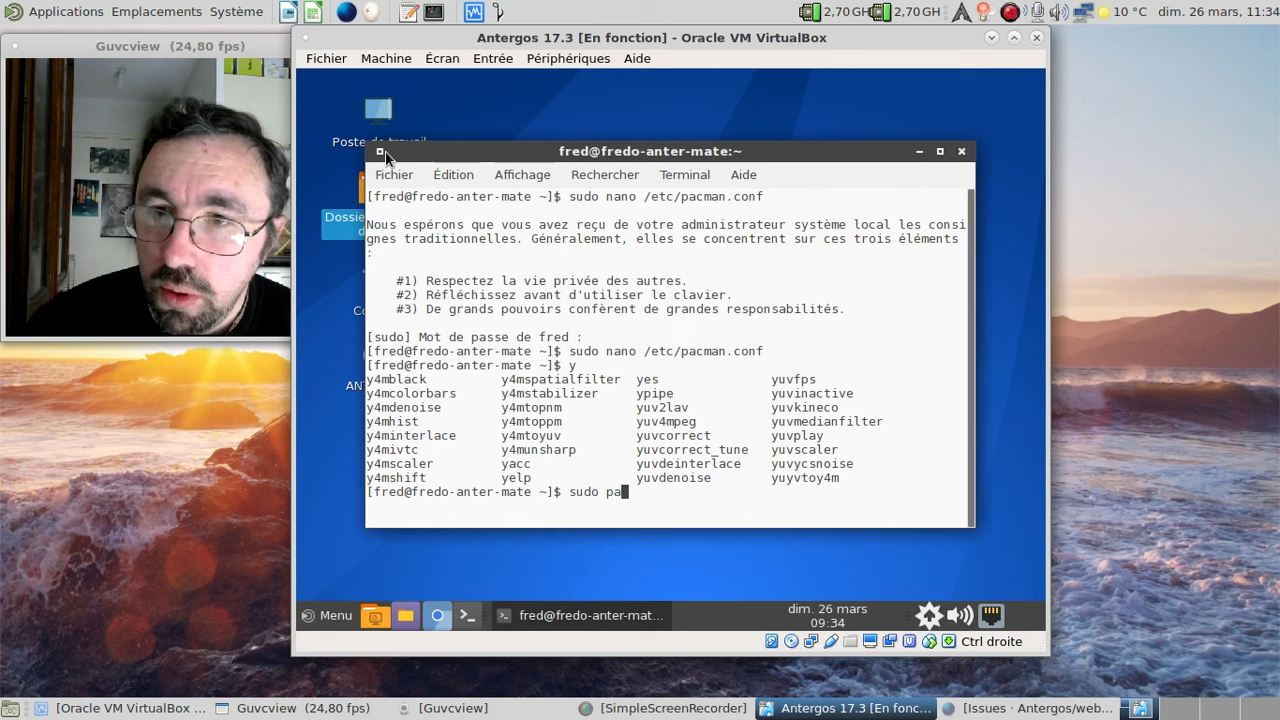 Applications Emplacements Système
2,70 GH 2,70 GH
10 °C dim. 26 mars, 11:34
Guvcview (24,80 fps)
Antergos 17.3 [En fonction] - Oracle VM VirtualBox
Fichier Machine Écran Entrée Périphériques Aide
Poste de travail
fred@fredo-anter-mate:~
Fichier Édition Affichage Rechercher Terminal Aide
Dossie
d
Co
ANT
[fred@fredo-anter-mate ~]$ sudo nano /etc/pacman.conf
Nous espérons que vous avez reçu de votre administrateur système local les consi
gnes traditionnelles. Généralement, elles se concentrent sur ces trois éléments
:
#1) Respectez la vie privée des autres.
#2) Réfléchissez avant d'utiliser le clavier.
#3) De grands pouvoirs confèrent de grandes responsabilités.
[sudo] Mot de passe de fred :
[fred@fredo-anter-mate ~]$ sudo nano /etc/pacman.conf
[fred@fredo-anter-mate ~]$ y
y4mblack y4mspatialfilter yes yuvfps
y4mcolorbars y4mstabilizer ypipe yuvinactive
y4mdenoise y4mtopnm yuv2lav yuvkineco
y4mhist y4mtoppm yuv4mpeg yuvmedianfilter
y4minterlace y4mtoyuv yuvcorrect yuvplay
y4mivtc y4munsharp yuvcorrect_tune yuvscaler
y4mscaler yacc yuvdeinterlace yuvycsnoise
y4mshift yelp yuvdenoise yuyvtoy4m
[fred@fredo-anter-mate ~]$ sudo pa
Menu
fred@fredo-anter-mat...
dim. 26 mars
09:34
Ctrl droite
[Oracle VM VirtualBox ...
Guvcview (24,80 fps)
[Guvcview]
[SimpleScreenRecorder]
Antergos 17.3 [En fonc...
[Issues · Antergos/web...